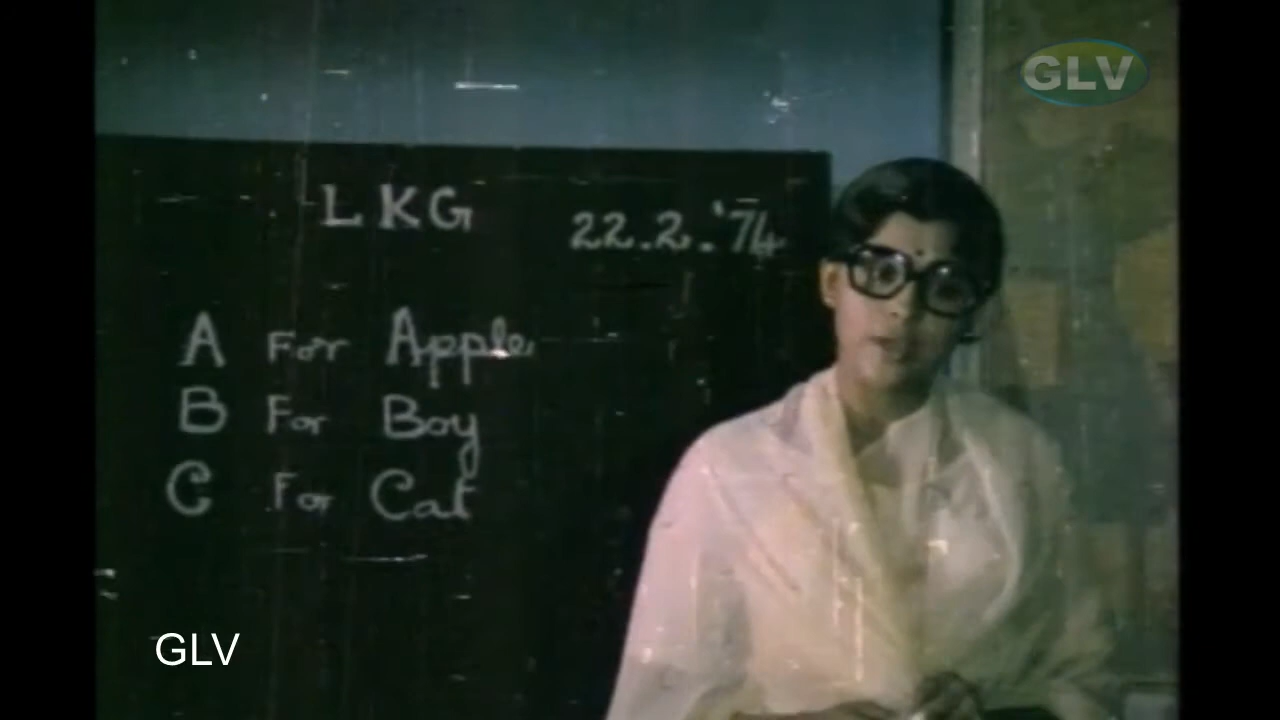 GLV
LKG
22.2.'74
A For Apple
B For Boy
C For Cat
GLV